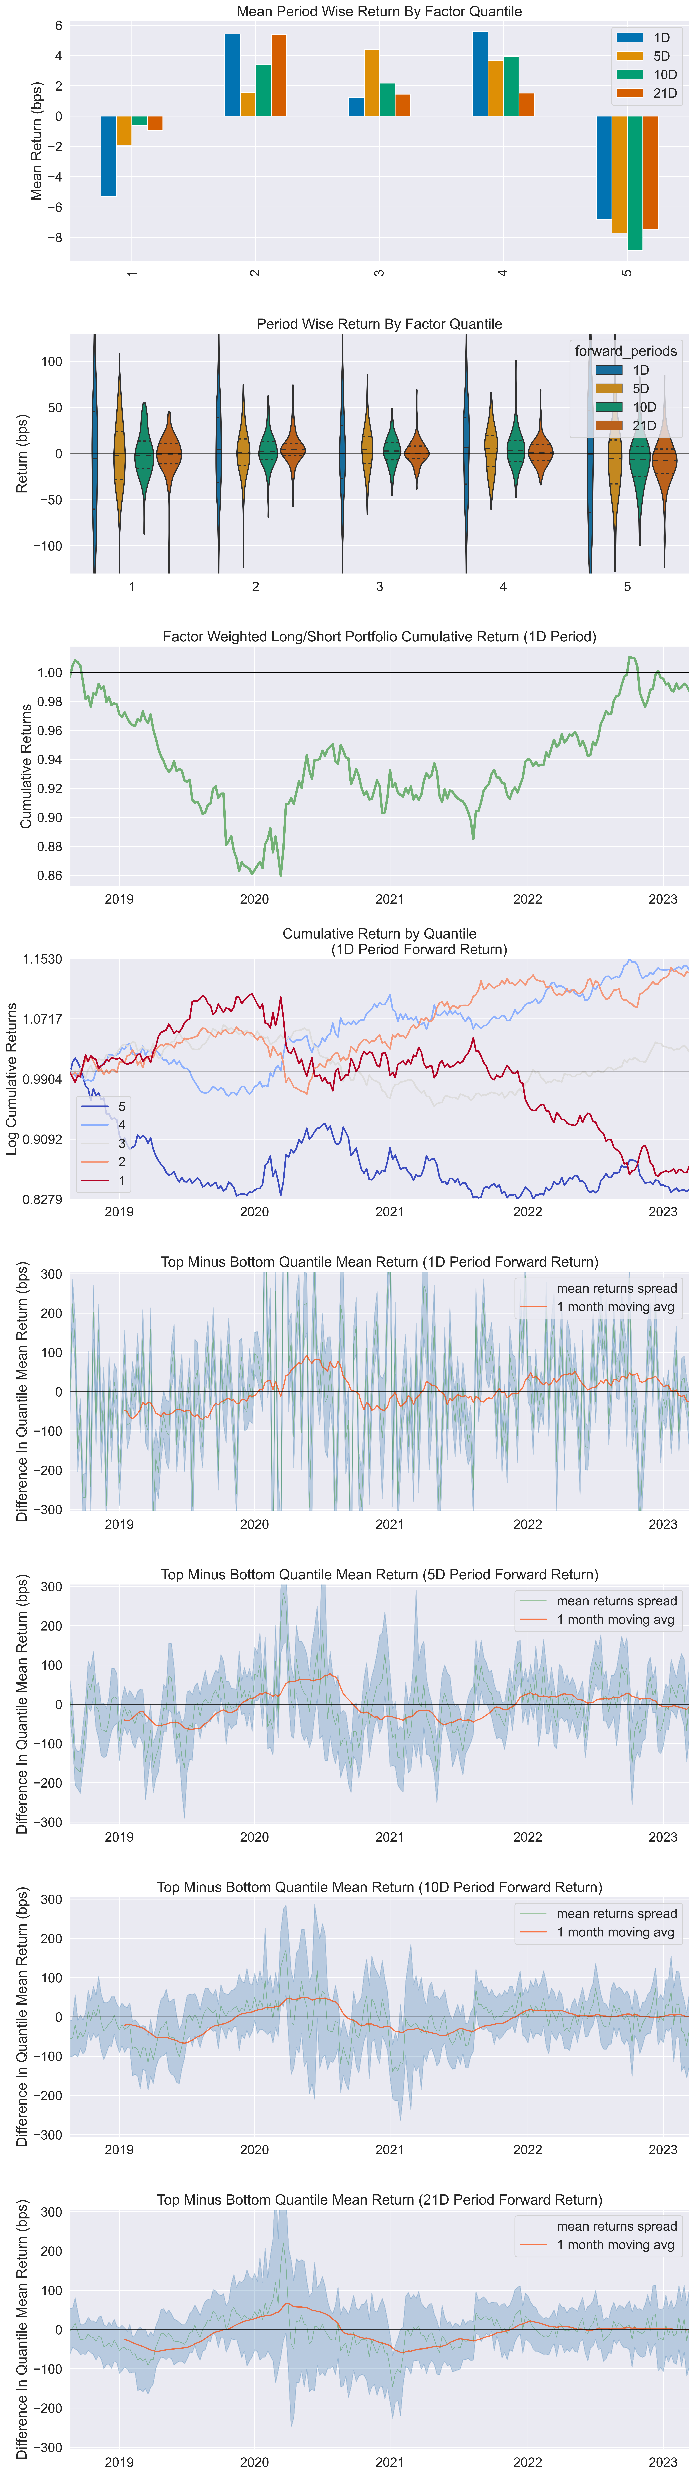 Mean Period Wise Return By Factor Quantile
Mean Return (bps)
6
4
2
0
−2
−4
−6
−8
1D
5D
10D
21D
1
2
3
4
5
Period Wise Return By Factor Quantile
Return (bps)
100
50
0
−50
−100
forward_periods
1D
5D
10D
21D
1
2
3
4
5
Factor Weighted Long/Short Portfolio Cumulative Return (1D Period)
Cumulative Returns
1.00
0.98
0.96
0.94
0.92
0.90
0.88
0.86
2019
2020
2021
2022
2023
Cumulative Return by Quantile
(1D Period Forward Return)
Log Cumulative Returns
1.1530
1.0717
0.9904
0.9092
0.8279
5
4
3
2
1
2019
2020
2021
2022
2023
Top Minus Bottom Quantile Mean Return (1D Period Forward Return)
Difference In Quantile Mean Return (bps)
300
200
100
0
−100
−200
−300
mean returns spread
1 month moving avg
2019
2020
2021
2022
2023
Top Minus Bottom Quantile Mean Return (5D Period Forward Return)
Difference In Quantile Mean Return (bps)
300
200
100
0
−100
−200
−300
mean returns spread
1 month moving avg
2019
2020
2021
2022
2023
Top Minus Bottom Quantile Mean Return (10D Period Forward Return)
Difference In Quantile Mean Return (bps)
300
200
100
0
−100
−200
−300
mean returns spread
1 month moving avg
2019
2020
2021
2022
2023
Top Minus Bottom Quantile Mean Return (21D Period Forward Return)
Difference In Quantile Mean Return (bps)
300
200
100
0
−100
−200
−300
mean returns spread
1 month moving avg
2019
2020
2021
2022
2023